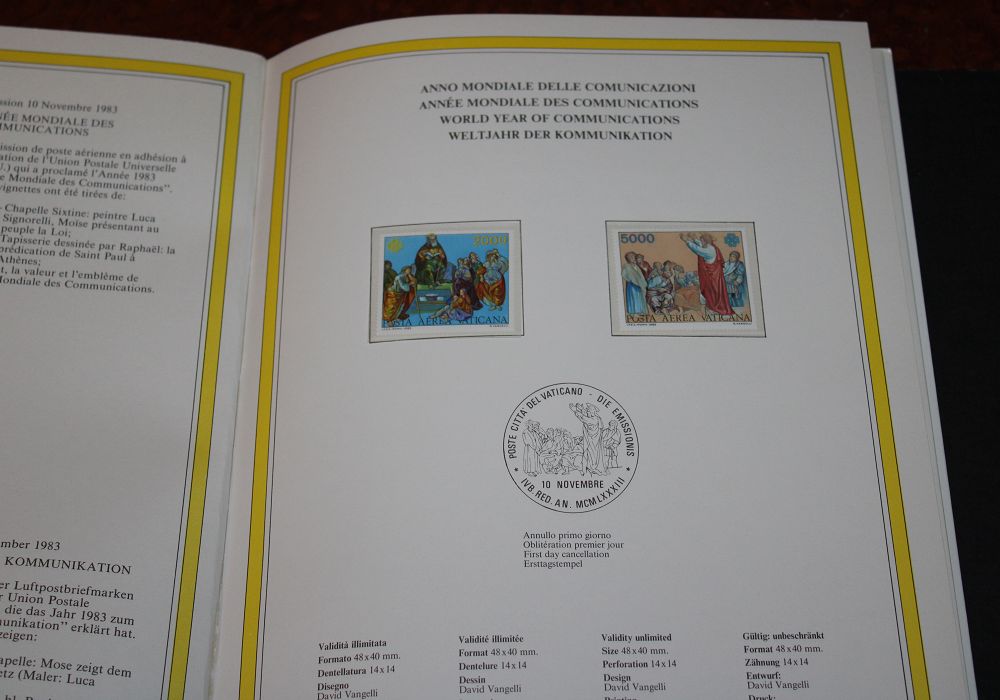 ssion 10 Novembre 1983
NÉE MONDIALE DES
MMUNICATIONS
ission de poste aérienne en adhésion à
ation de l'Union Postale Universelle
U.) qui a proclamé l'Année 1983
e Mondiale des Communications".
vignettes ont été tirées de:
- Chapelle Sixtine: peintre Luca
Signorelli, Moïse présentant au
peuple la Loi;
Tapisserie dessinée par Raphaël: la
prédication de Saint Paul à
Athènes;
t, la valeur et l'emblème de
Mondiale des Communications.
mber 1983
KOMMUNIKATION
er Luftpostbriefmarken
r Union Postale
die das Jahr 1983 zum
unikation" erklärt hat.
zeigen:
apelle: Mose zeigt dem
etz (Maler: Luca
ANNO MONDIALE DELLE COMUNICAZIONI
ANNÉE MONDIALE DES COMMUNICATIONS
WORLD YEAR OF COMMUNICATIONS
WELTJAHR DER KOMMUNIKATION
2000
POSTA AEREA VATICANA
5000
POSTA AEREA VATICANA
POSTE CITTÀ DEL VATICANO - DIE EMISSIONIS
10 NOVEMBRE
* IVB. RED. AN. MCMLXXXIII *
Annullo primo giorno
Oblitération premier jour
First day cancellation
Ersttagstempel
Validità illimitata
Formato 48 x 40 mm.
Dentellatura 14 x 14
Disegno
David Vangelli
Validité illimitée
Format 48 x 40 mm.
Dentelure 14 x 14
Dessin
David Vangelli
Validity unlimited
Size 48 x 40 mm.
Perforation 14 x 14
Design
David Vangelli
Printing
Gültig: unbeschränkt
Format 48 x 40 mm.
Zähnung 14 x 14
Entwurf:
David Vangelli
Druck: